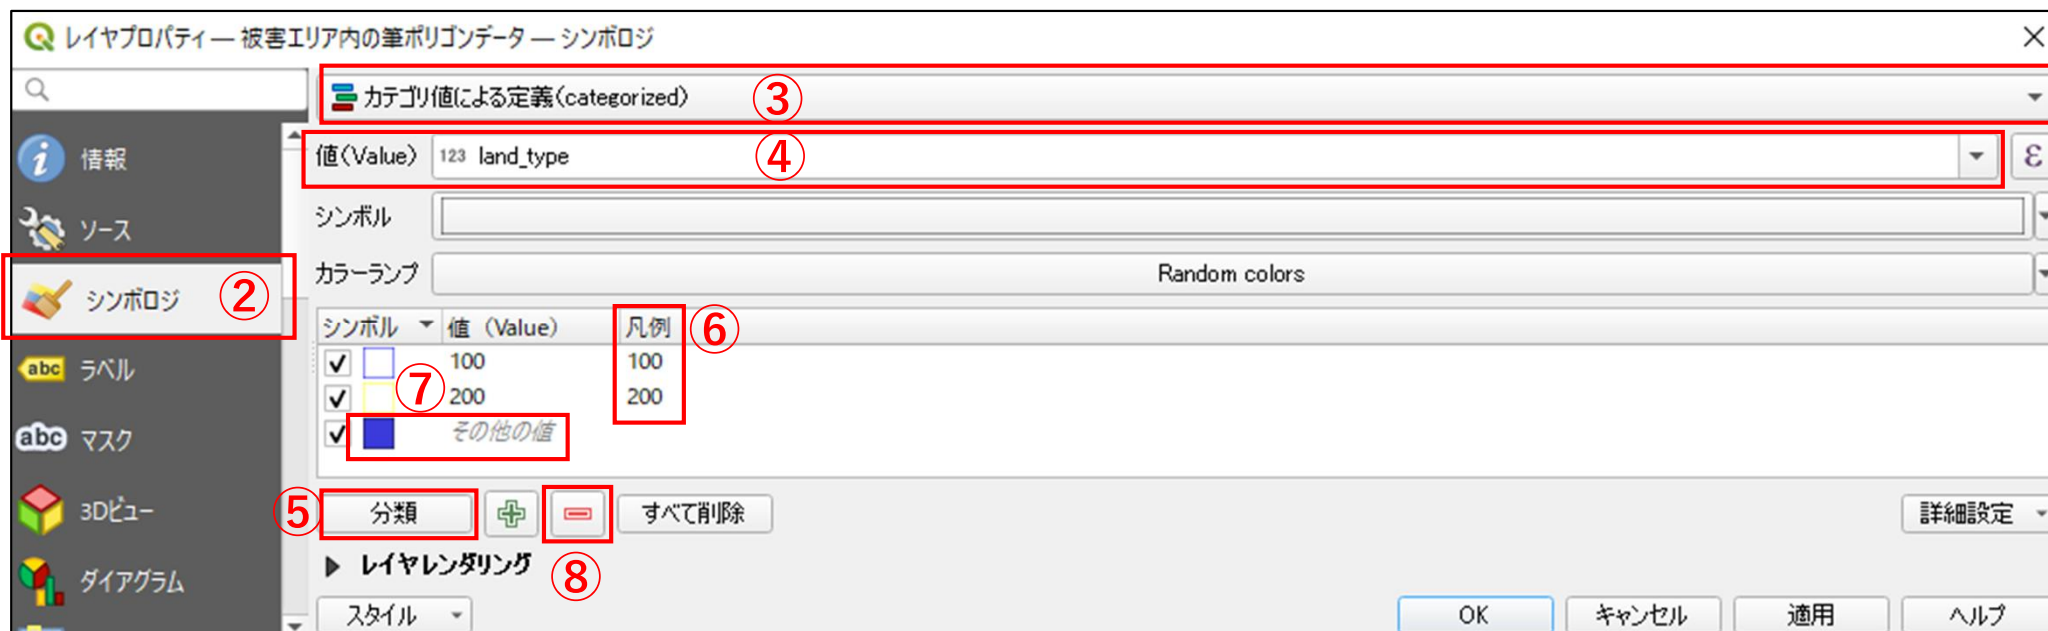 レイヤプロパティ — 被害エリア内の筆ポリゴンデータ — シンボロジ
カテゴリ値による定義(categorized) ③
情報
値(Value) 123 land_type ④ ε
ソース
シンボル
シンボロジ ②
カラーランプ Random colors
シンボル 値 (Value) 凡例 ⑥
100 100
⑦
200 200
その他の値
abc ラベル
abc マスク
3Dビュー
⑤ 分類 すべて削除 詳細設定
⑧
レイヤレンダリング
ダイアグラム
スタイル OK キャンセル 適用 ヘルプ